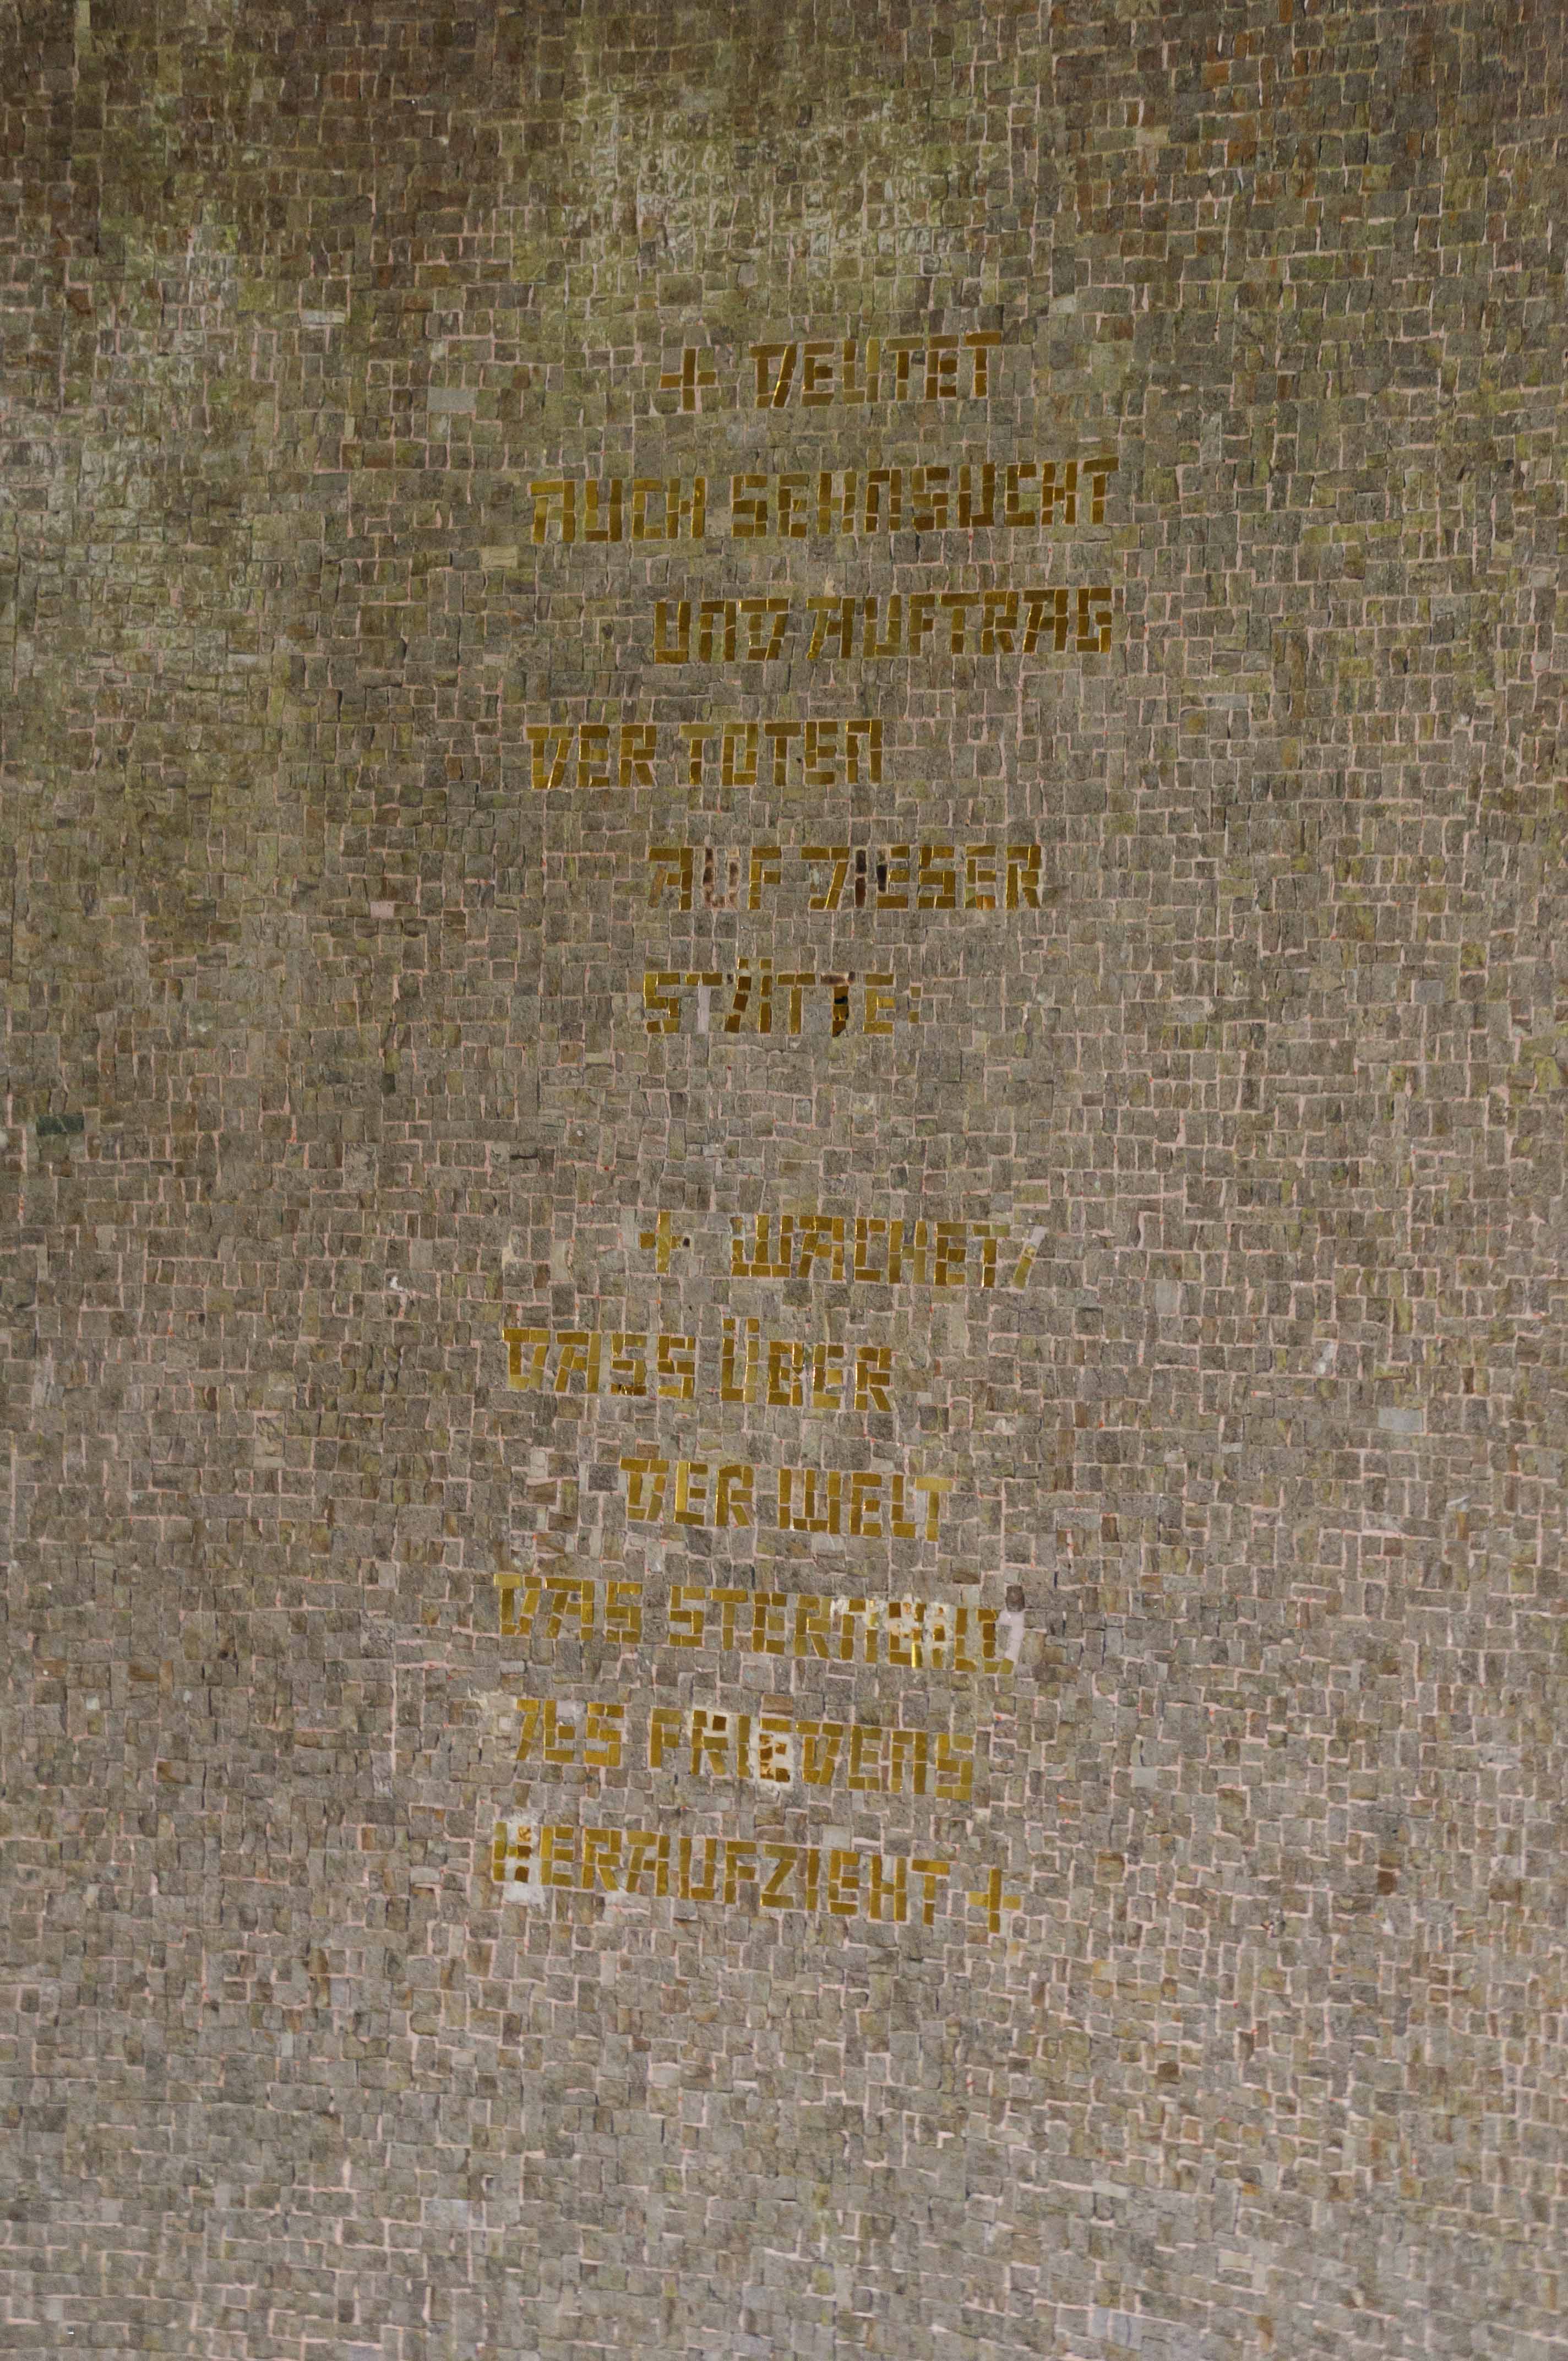 + DEUTET
AUCH SEHNSUCHT
UND AUFTRAG
DER TOTEN
AUF DIESER
STÄTTE:
+ WACHET /
DASS ÜBER
DER WELT
DAS STERNBILD
DES FRIEDENS
HERAUFZIEHT +